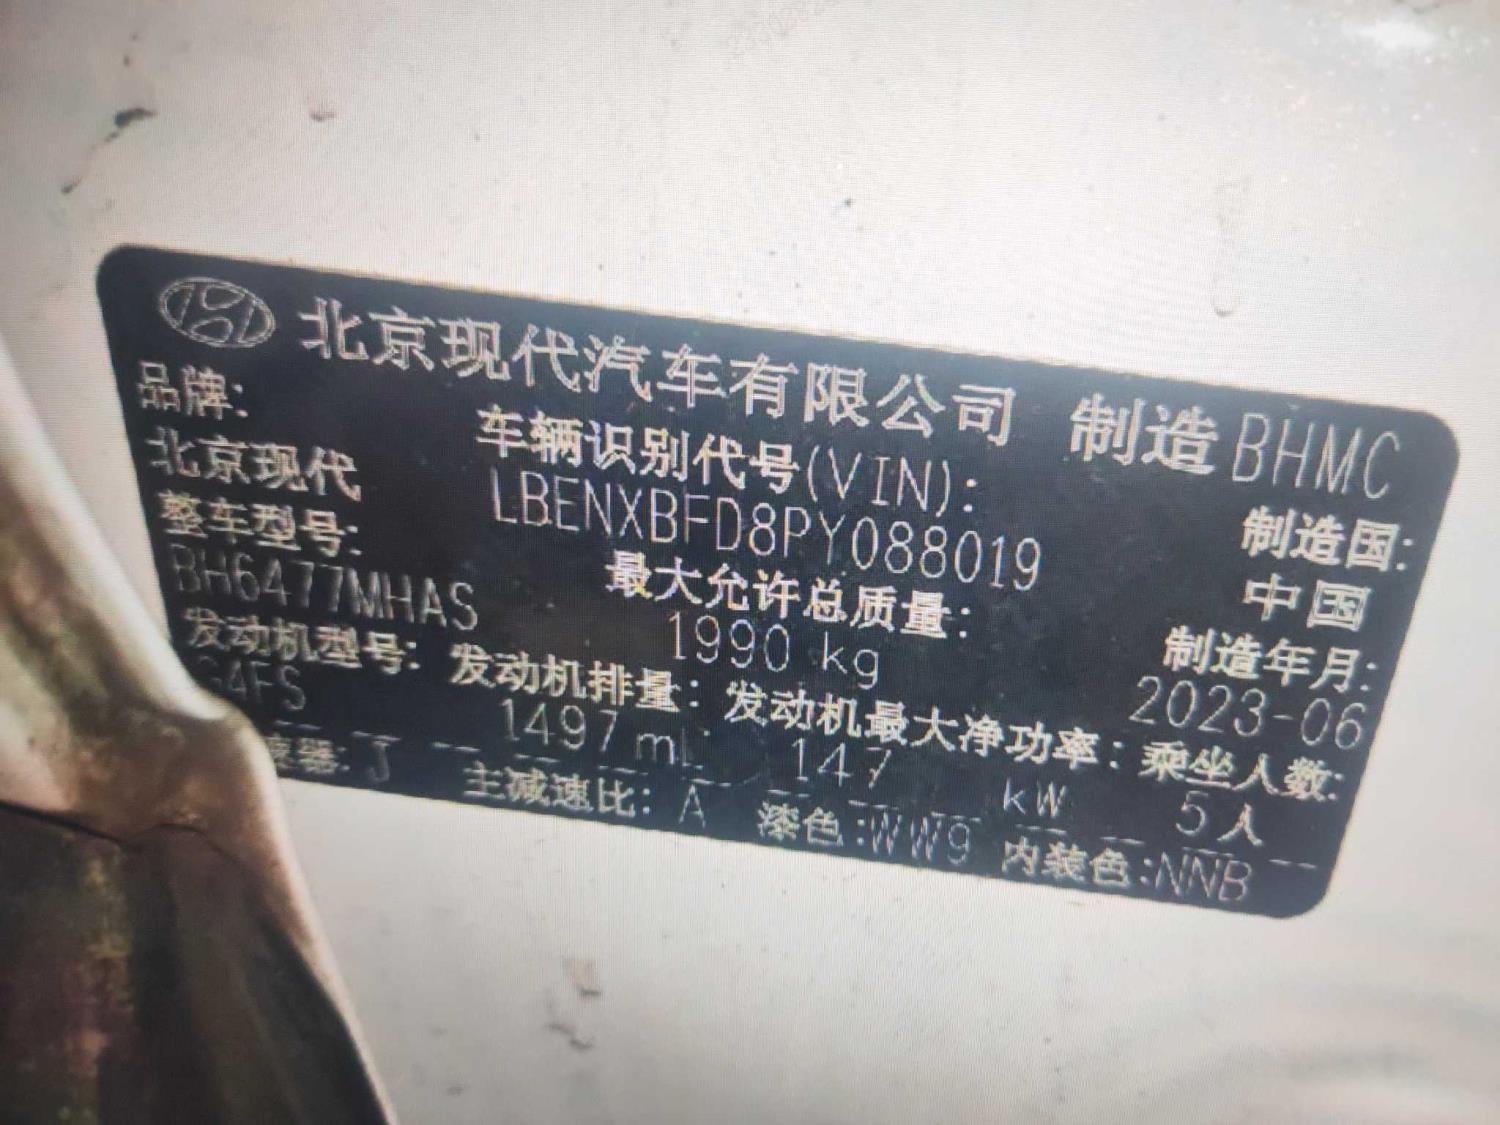 北京现代汽车有限公司 制造 BHMC
品牌: 车辆识别代号(VIN): 制造国:
北京现代 LBENXBFD8PY088019 中国
整车型号: 最大允许总质量: 制造年月:
BH6477MHAS 1990 kg 2023-06
发动机型号: 发动机排量: 发动机最大净功率: 乘坐人数:
G4FS 1497 mL 147 kW 5人
速器: J 主减速比: A 漆色:WW9 内装色:NNB